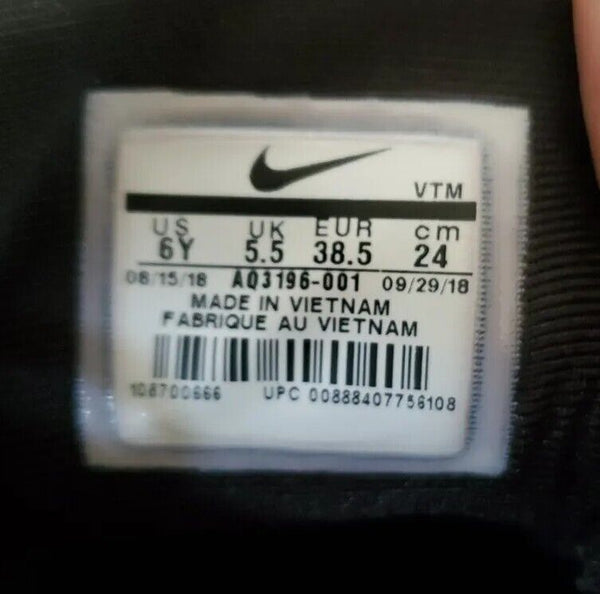 VTM
US UK EUR cm
6Y 5.5 38.5 24
08/15/18 AQ3196-001 09/29/18
MADE IN VIETNAM
FABRIQUE AU VIETNAM
108700666 UPC 00888407756108